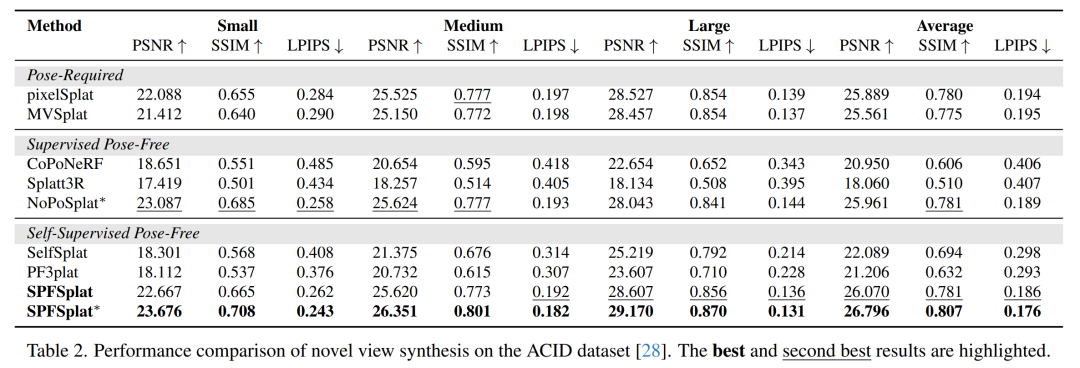 Method Small Medium Large Average
PSNR ↑ SSIM ↑ LPIPS ↓ PSNR ↑ SSIM ↑ LPIPS ↓ PSNR ↑ SSIM ↑ LPIPS ↓ PSNR ↑ SSIM ↑ LPIPS ↓
Pose-Required
pixelSplat 22.088 0.655 0.284 25.525 0.777 0.197 28.527 0.854 0.139 25.889 0.780 0.194
MVSplat 21.412 0.640 0.290 25.150 0.772 0.198 28.457 0.854 0.137 25.561 0.775 0.195
Supervised Pose-Free
CoPoNeRF 18.651 0.551 0.485 20.654 0.595 0.418 22.654 0.652 0.343 20.950 0.606 0.406
Splatt3R 17.419 0.501 0.434 18.257 0.514 0.405 18.134 0.508 0.395 18.060 0.510 0.407
NoPoSplat* 23.087 0.685 0.258 25.624 0.777 0.193 28.043 0.841 0.144 25.961 0.781 0.189
Self-Supervised Pose-Free
SelfSplat 18.301 0.568 0.408 21.375 0.676 0.314 25.219 0.792 0.214 22.089 0.694 0.298
PF3plat 18.112 0.537 0.376 20.732 0.615 0.307 23.607 0.710 0.228 21.206 0.632 0.293
SPFSplat 22.667 0.665 0.262 25.620 0.773 0.192 28.607 0.856 0.136 26.070 0.781 0.186
SPFSplat* 23.676 0.708 0.243 26.351 0.801 0.182 29.170 0.870 0.131 26.796 0.807 0.176
Table 2. Performance comparison of novel view synthesis on the ACID dataset [28]. The best and second best results are highlighted.